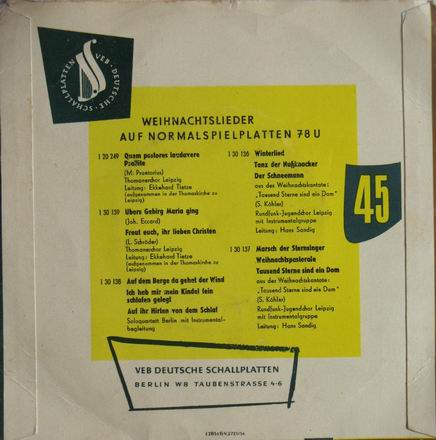 VEB · DEUTSCHE · SCHALLPLATTEN
WEIHNACHTSLIEDER
AUF NORMALSPIELPLATTEN 78 U
1 20 249 Quem pastores laudavere
Psallite
(M. Praetorius)
Thomanerchor Leipzig
Leitung: Ekkehard Tietze
(aufgenommen in der Thomaskirche zu
Leipzig)
1 30 139 Übers Gebirg Maria ging
(Joh. Eccard)
Freut euch, ihr lieben Christen
(L. Schröder)
Thomanerchor Leipzig
Leitung: Ekkehard Tietze
(aufgenommen in der Thomaskirche zu
Leipzig)
1 30 138 Auf dem Berge da gehet der Wind
Ich hab mir mein Kindel fein
schlafen gelegt
Auf ihr Hirten von dem Schlaf
Soloquartett Berlin mit Instrumental-
begleitung
1 30 136 Winterlied
Tanz der Nußknacker
Der Schneemann
aus der Weihnachtskantate:
„Tausend Sterne sind ein Dom"
(S. Köhler)
Rundfunk-Jugendchor Leipzig
mit Instrumentalgruppe
Leitung: Hans Sandig
1 30 137 Marsch der Sternsinger
Weihnachtspastorale
Tausend Sterne sind ein Dom
aus der Weihnachtskantate:
„Tausend Sterne sind ein Dom"
(S. Köhler)
Rundfunk-Jugendchor Leipzig
mit Instrumentalgruppe
Leitung: Hans Sandig
45
VEB DEUTSCHE SCHALLPLATTEN
BERLIN W8 TAUBENSTRASSE 4-6